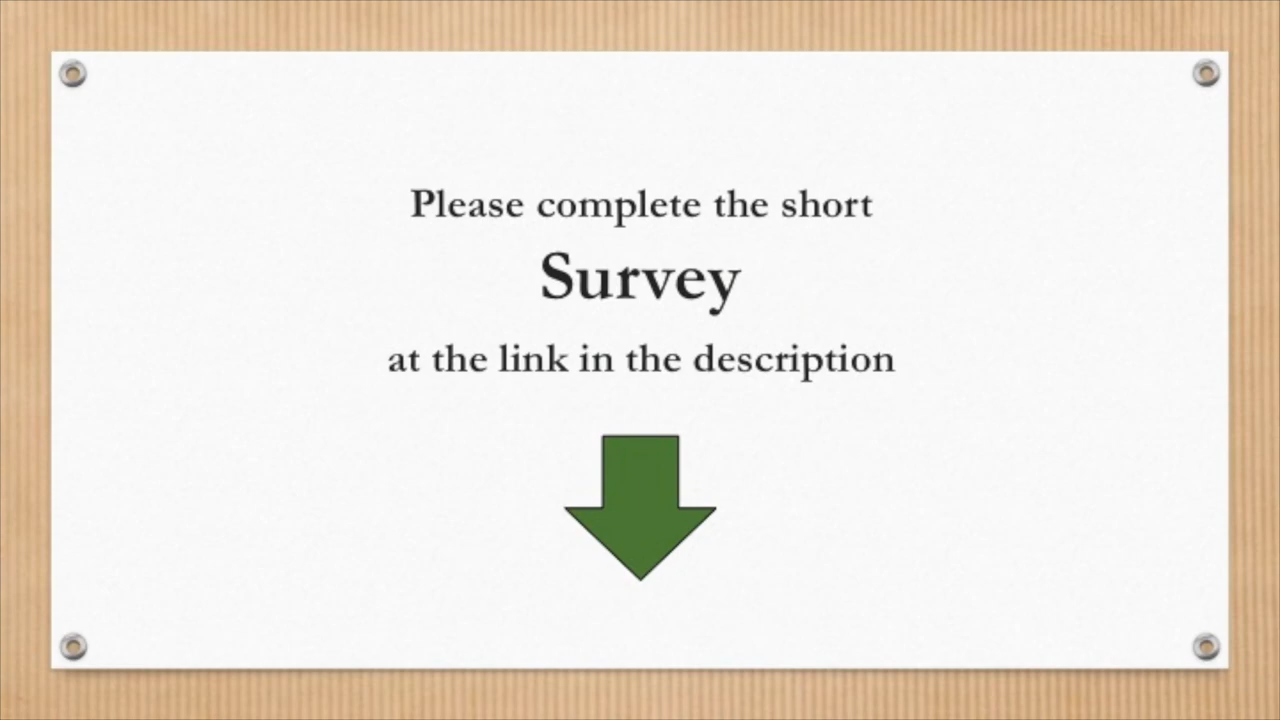 Please complete the short
Survey
at the link in the description